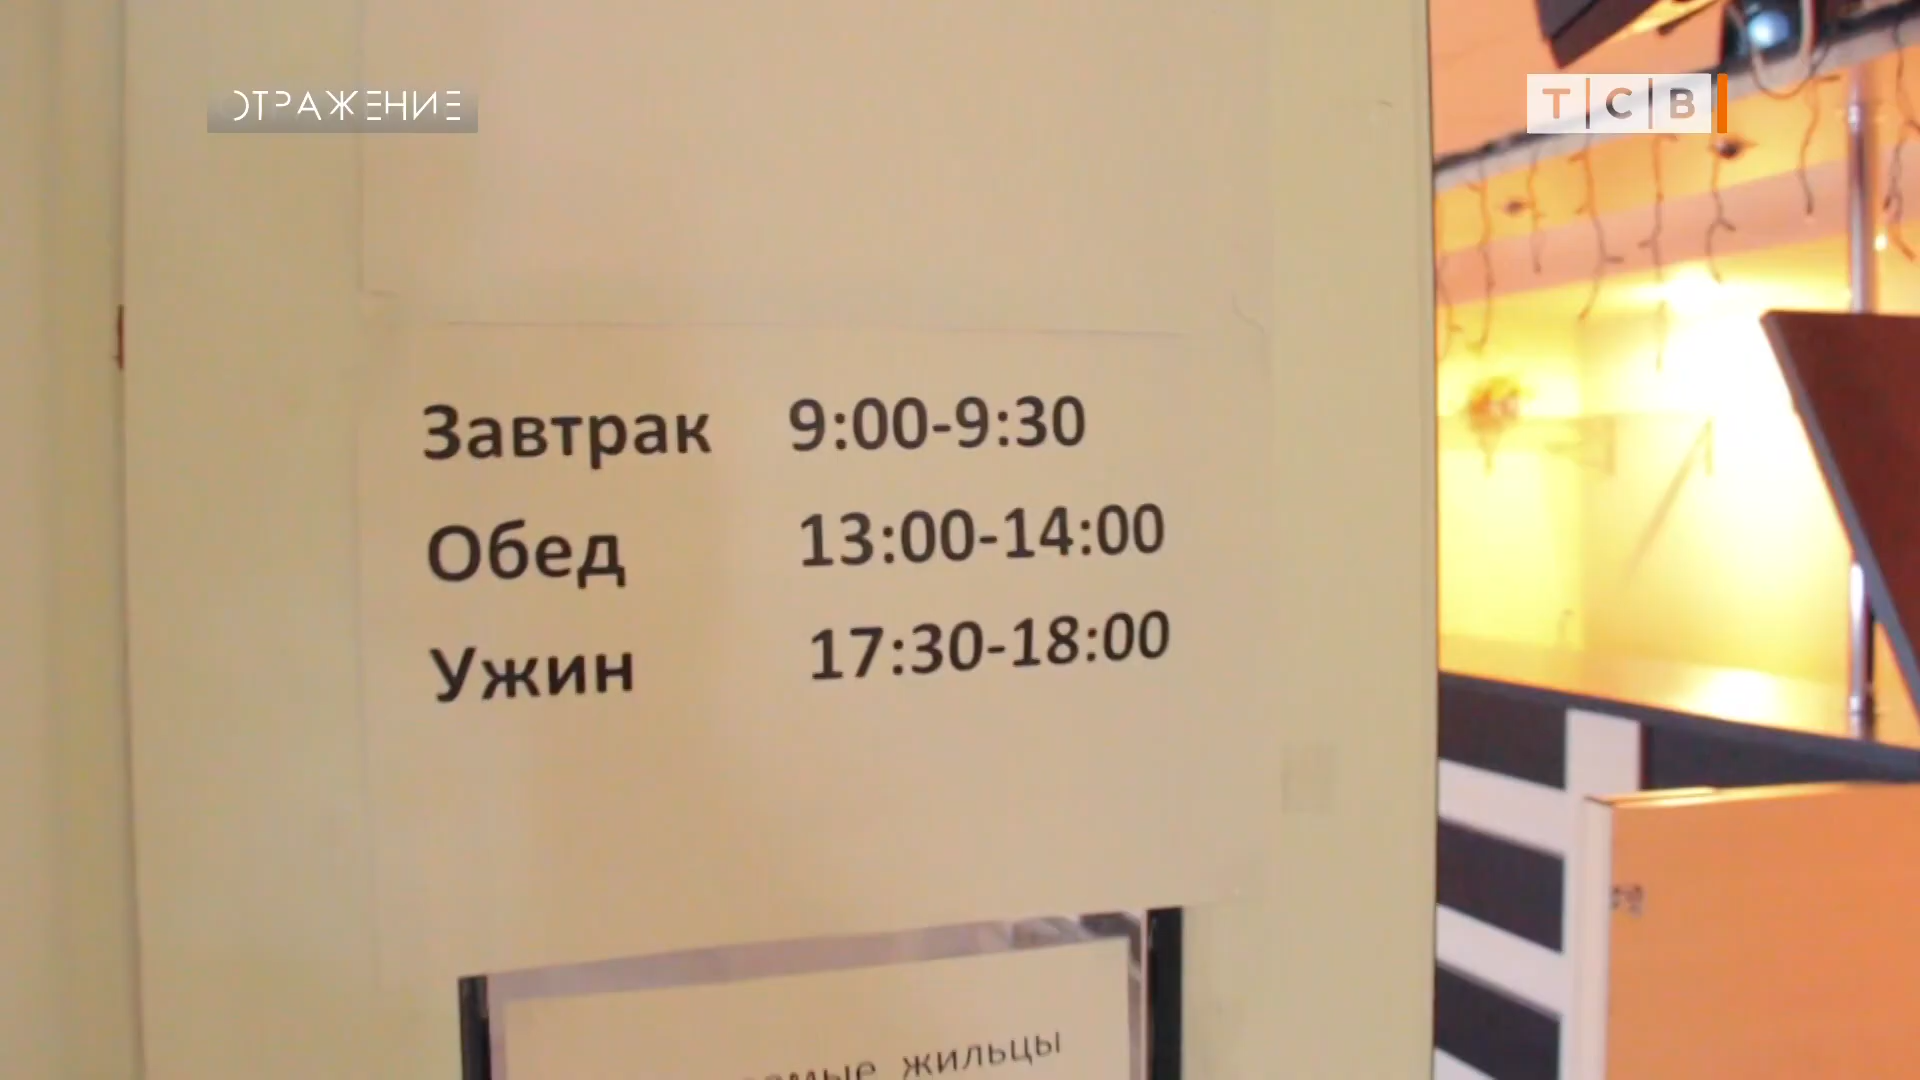 ОТРАЖЕНИЕ
ТСВ
Завтрак 9:00-9:30
Обед 13:00-14:00
Ужин 17:30-18:00
жильцы